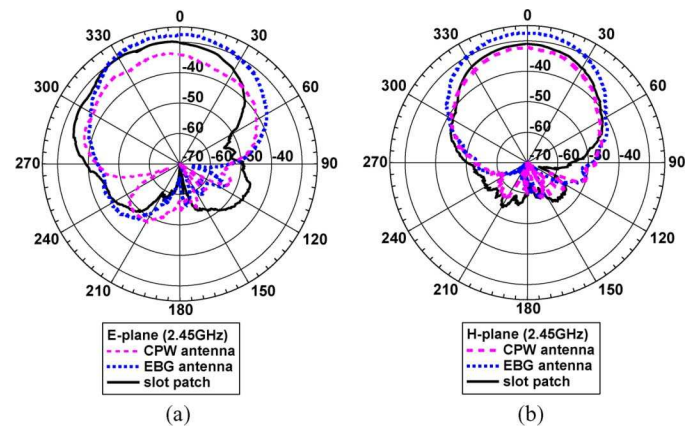 0
330 30
-40
300 60
-50
-60
270 -70 -60 -50 -40 90
240 120
210 150
180
E-plane (2.45GHz)
CPW antenna
EBG antenna
slot patch
(a)
0
330 30
-40
300 60
-50
-60
270 -70 -60 -50 -40 90
240 120
210 150
180
H-plane (2.45GHz)
CPW antenna
EBG antenna
slot patch
(b)